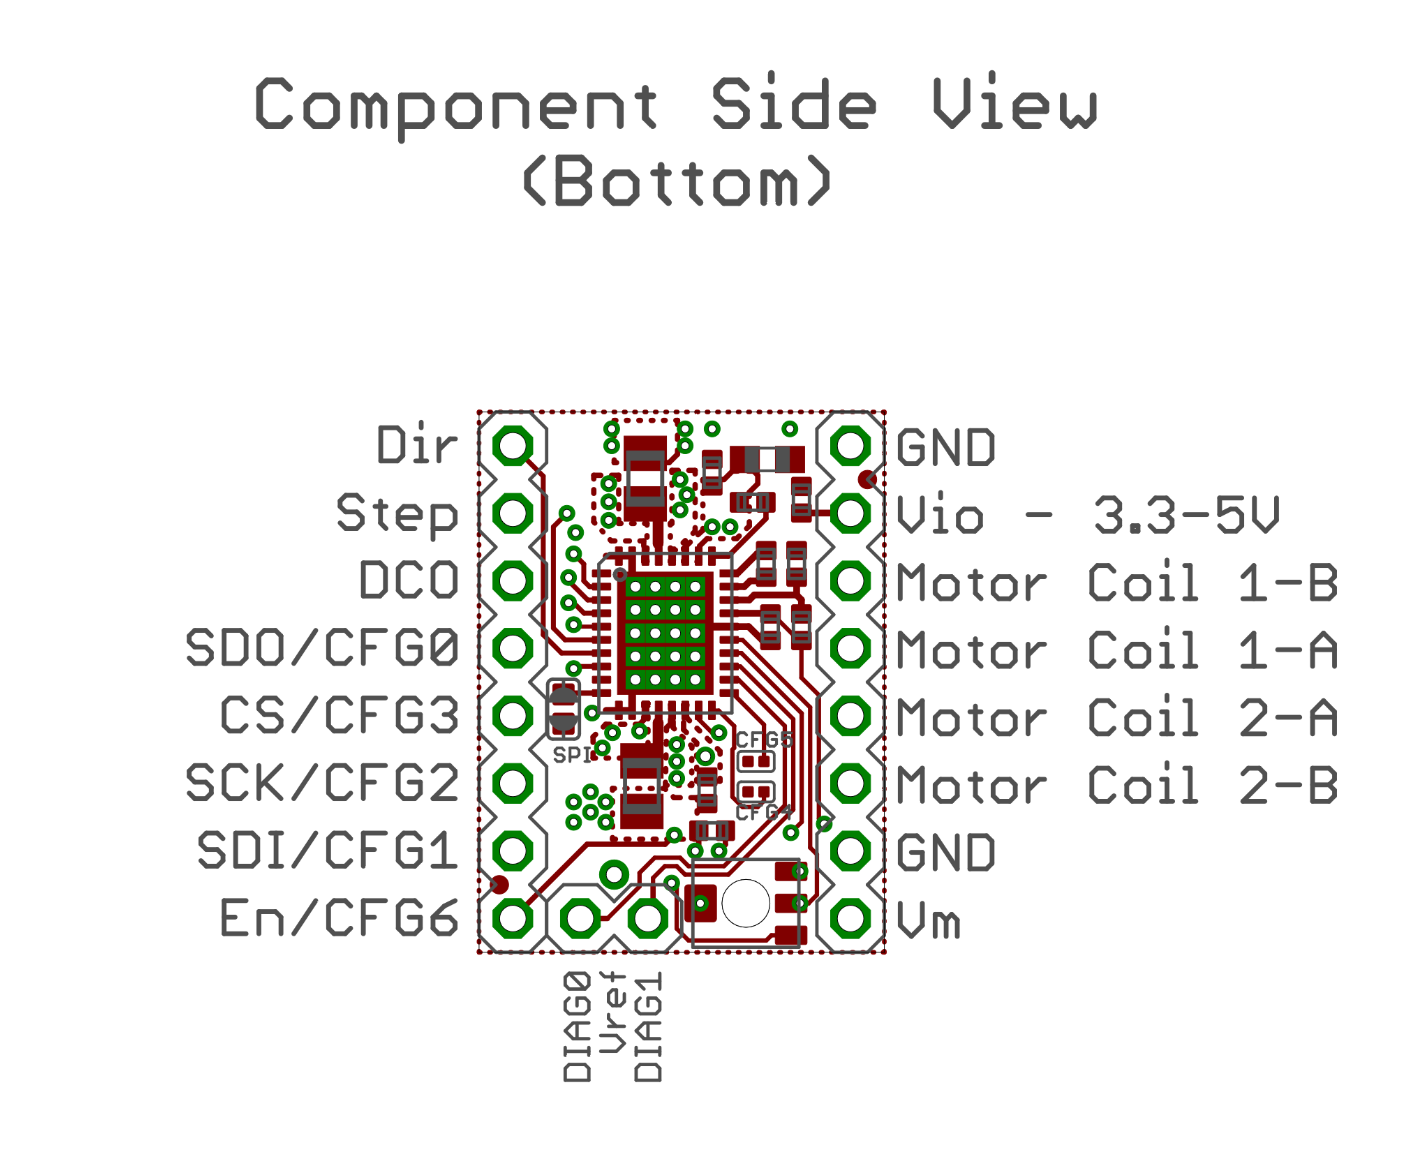 Component Side View
(Bottom)
Dir
GND
Step
Vio - 3.3-5V
DCO
Motor Coil 1-B
SDO/CFG0
Motor Coil 1-A
CS/CFG3
Motor Coil 2-A
SPI
CFG5
SCK/CFG2
Motor Coil 2-B
CFG4
SDI/CFG1
GND
En/CFG6
Vm
DIAG0
Vref
DIAG1